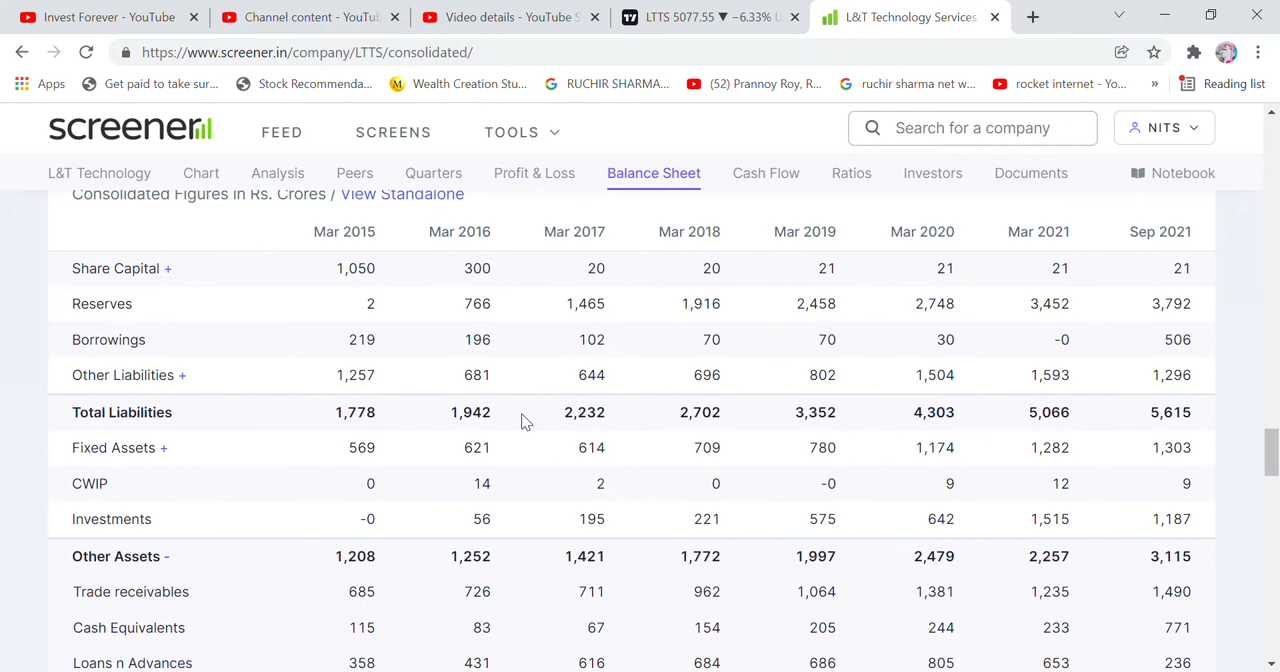 Invest Forever - YouTube
Channel content - YouTu
Video details - YouTube S
LTTS 5077.55 ▼ −6.33% U
L&T Technology Services
https://www.screener.in/company/LTTS/consolidated/
Apps Get paid to take sur... Stock Recommenda... Wealth Creation Stu... RUCHIR SHARMA... (52) Prannoy Roy, R... ruchir sharma net w... rocket internet - Yo... » Reading list
screener FEED SCREENS TOOLS Search for a company NITS
L&T Technology Chart Analysis Peers Quarters Profit & Loss Balance Sheet Cash Flow Ratios Investors Documents Notebook
Consolidated Figures in Rs. Crores / View Standalone
Mar 2015 Mar 2016 Mar 2017 Mar 2018 Mar 2019 Mar 2020 Mar 2021 Sep 2021
Share Capital + 1,050 300 20 20 21 21 21 21
Reserves 2 766 1,465 1,916 2,458 2,748 3,452 3,792
Borrowings 219 196 102 70 70 30 -0 506
Other Liabilities + 1,257 681 644 696 802 1,504 1,593 1,296
Total Liabilities 1,778 1,942 2,232 2,702 3,352 4,303 5,066 5,615
Fixed Assets + 569 621 614 709 780 1,174 1,282 1,303
CWIP 0 14 2 0 -0 9 12 9
Investments -0 56 195 221 575 642 1,515 1,187
Other Assets - 1,208 1,252 1,421 1,772 1,997 2,479 2,257 3,115
Trade receivables 685 726 711 962 1,064 1,381 1,235 1,490
Cash Equivalents 115 83 67 154 205 244 233 771
Loans n Advances 358 431 616 684 686 805 653 236